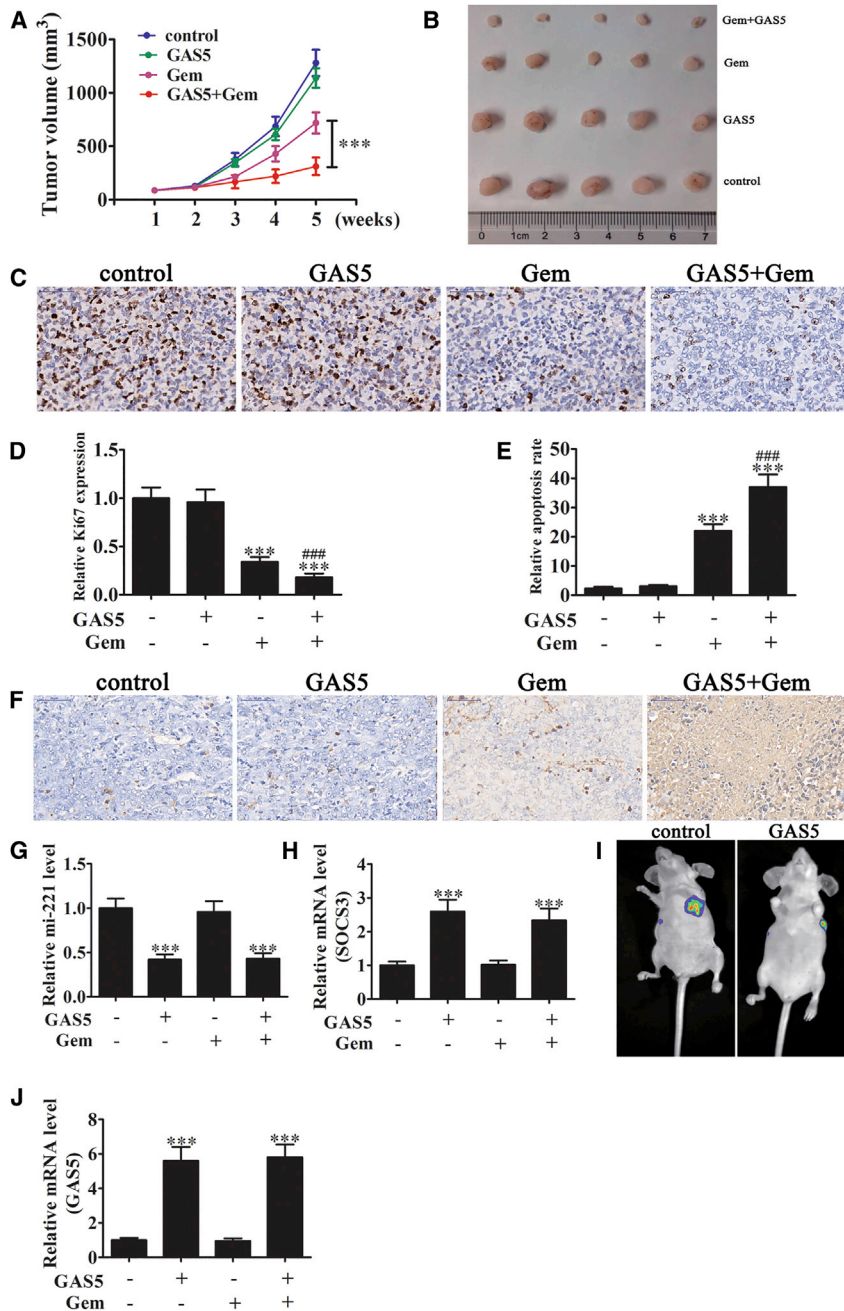 A
Tumor volume (mm3)
1500
1000
500
0
control
GAS5
Gem
GAS5+Gem
***
1 2 3 4 5 (weeks)
B
Gem+GAS5
Gem
GAS5
control
0 1cm 2 3 4 5 6 7
C
control GAS5 Gem GAS5+Gem
D
Relative Ki67 expression
1.5
1.0
0.5
0.0
***
###
***
GAS5 - + - +
Gem - - + +
E
Relative apoptosis rate
50
40
30
20
10
0
***
###
***
GAS5 - + - +
Gem - - + +
F
control GAS5 Gem GAS5+Gem
G
Relative mi-221 level
1.5
1.0
0.5
0.0
***
***
GAS5 - + - +
Gem - - + +
H
Relative mRNA level
(SOCS3)
4
3
2
1
0
***
***
GAS5 - + - +
Gem - - + +
I
control GAS5
J
Relative mRNA level
(GAS5)
8
6
4
2
0
***
***
GAS5 - + - +
Gem - - + +